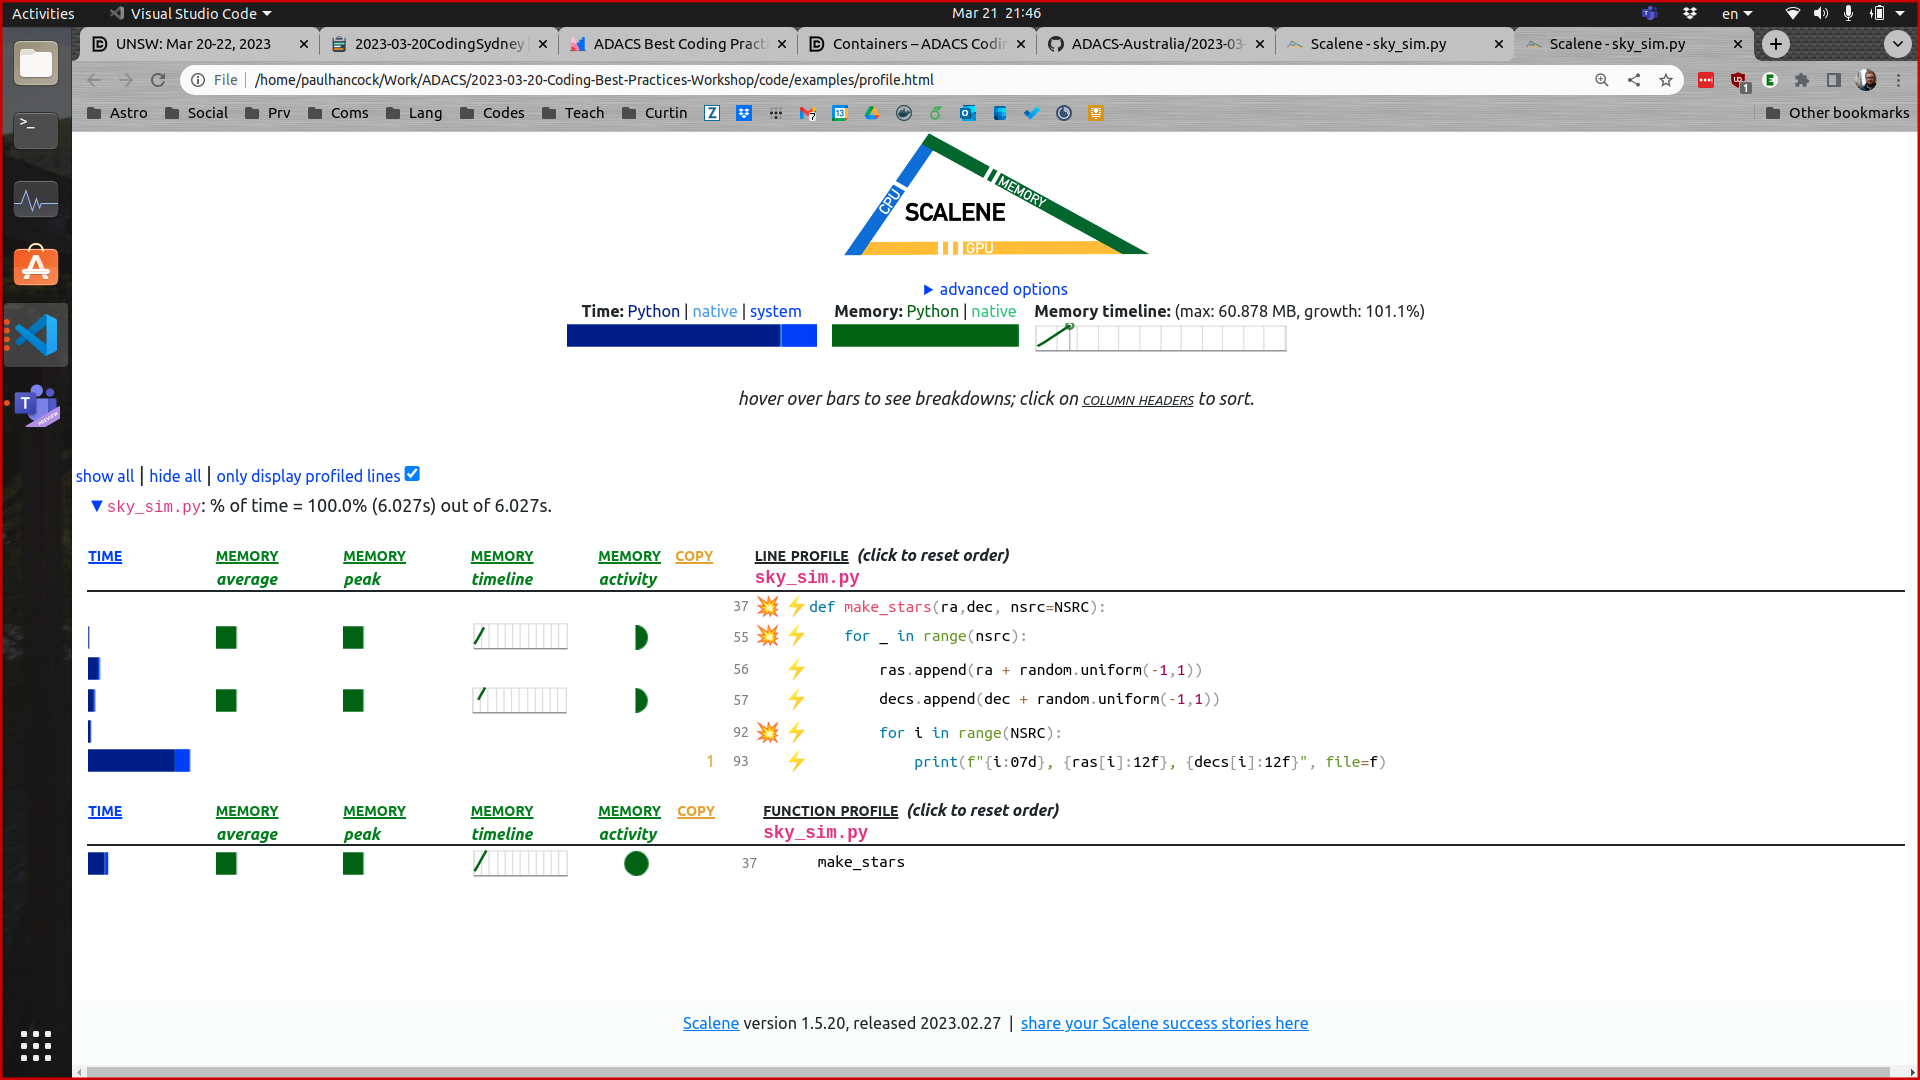 Activities
Visual Studio Code
Mar 21 21:46
en
UNSW: Mar 20-22, 2023
2023-03-20CodingSydney
ADACS Best Coding Pract
Containers – ADACS Codin
ADACS-Australia/2023-03-
Scalene - sky_sim.py
Scalene - sky_sim.py
File
/home/paulhancock/Work/ADACS/2023-03-20-Coding-Best-Practices-Workshop/code/examples/profile.html
1
Astro
Social
Prv
Coms
Lang
Codes
Teach
Curtin
Other bookmarks
CPU
MEMORY
SCALENE
GPU
advanced options
Time: Python | native | system
Memory: Python | native
Memory timeline: (max: 60.878 MB, growth: 101.1%)
hover over bars to see breakdowns; click on COLUMN HEADERS to sort.
show all | hide all | only display profiled lines
▼sky_sim.py: % of time = 100.0% (6.027s) out of 6.027s.
TIME
MEMORY average
MEMORY peak
MEMORY timeline
MEMORY activity
COPY
LINE PROFILE (click to reset order)
sky_sim.py
37 def make_stars(ra,dec, nsrc=NSRC):
55 for _ in range(nsrc):
56 ras.append(ra + random.uniform(-1,1))
57 decs.append(dec + random.uniform(-1,1))
92 for i in range(NSRC):
1 93 print(f"{i:07d}, {ras[i]:12f}, {decs[i]:12f}", file=f)
TIME
MEMORY average
MEMORY peak
MEMORY timeline
MEMORY activity
COPY
FUNCTION PROFILE (click to reset order)
sky_sim.py
37 make_stars
Scalene version 1.5.20, released 2023.02.27 | share your Scalene success stories here